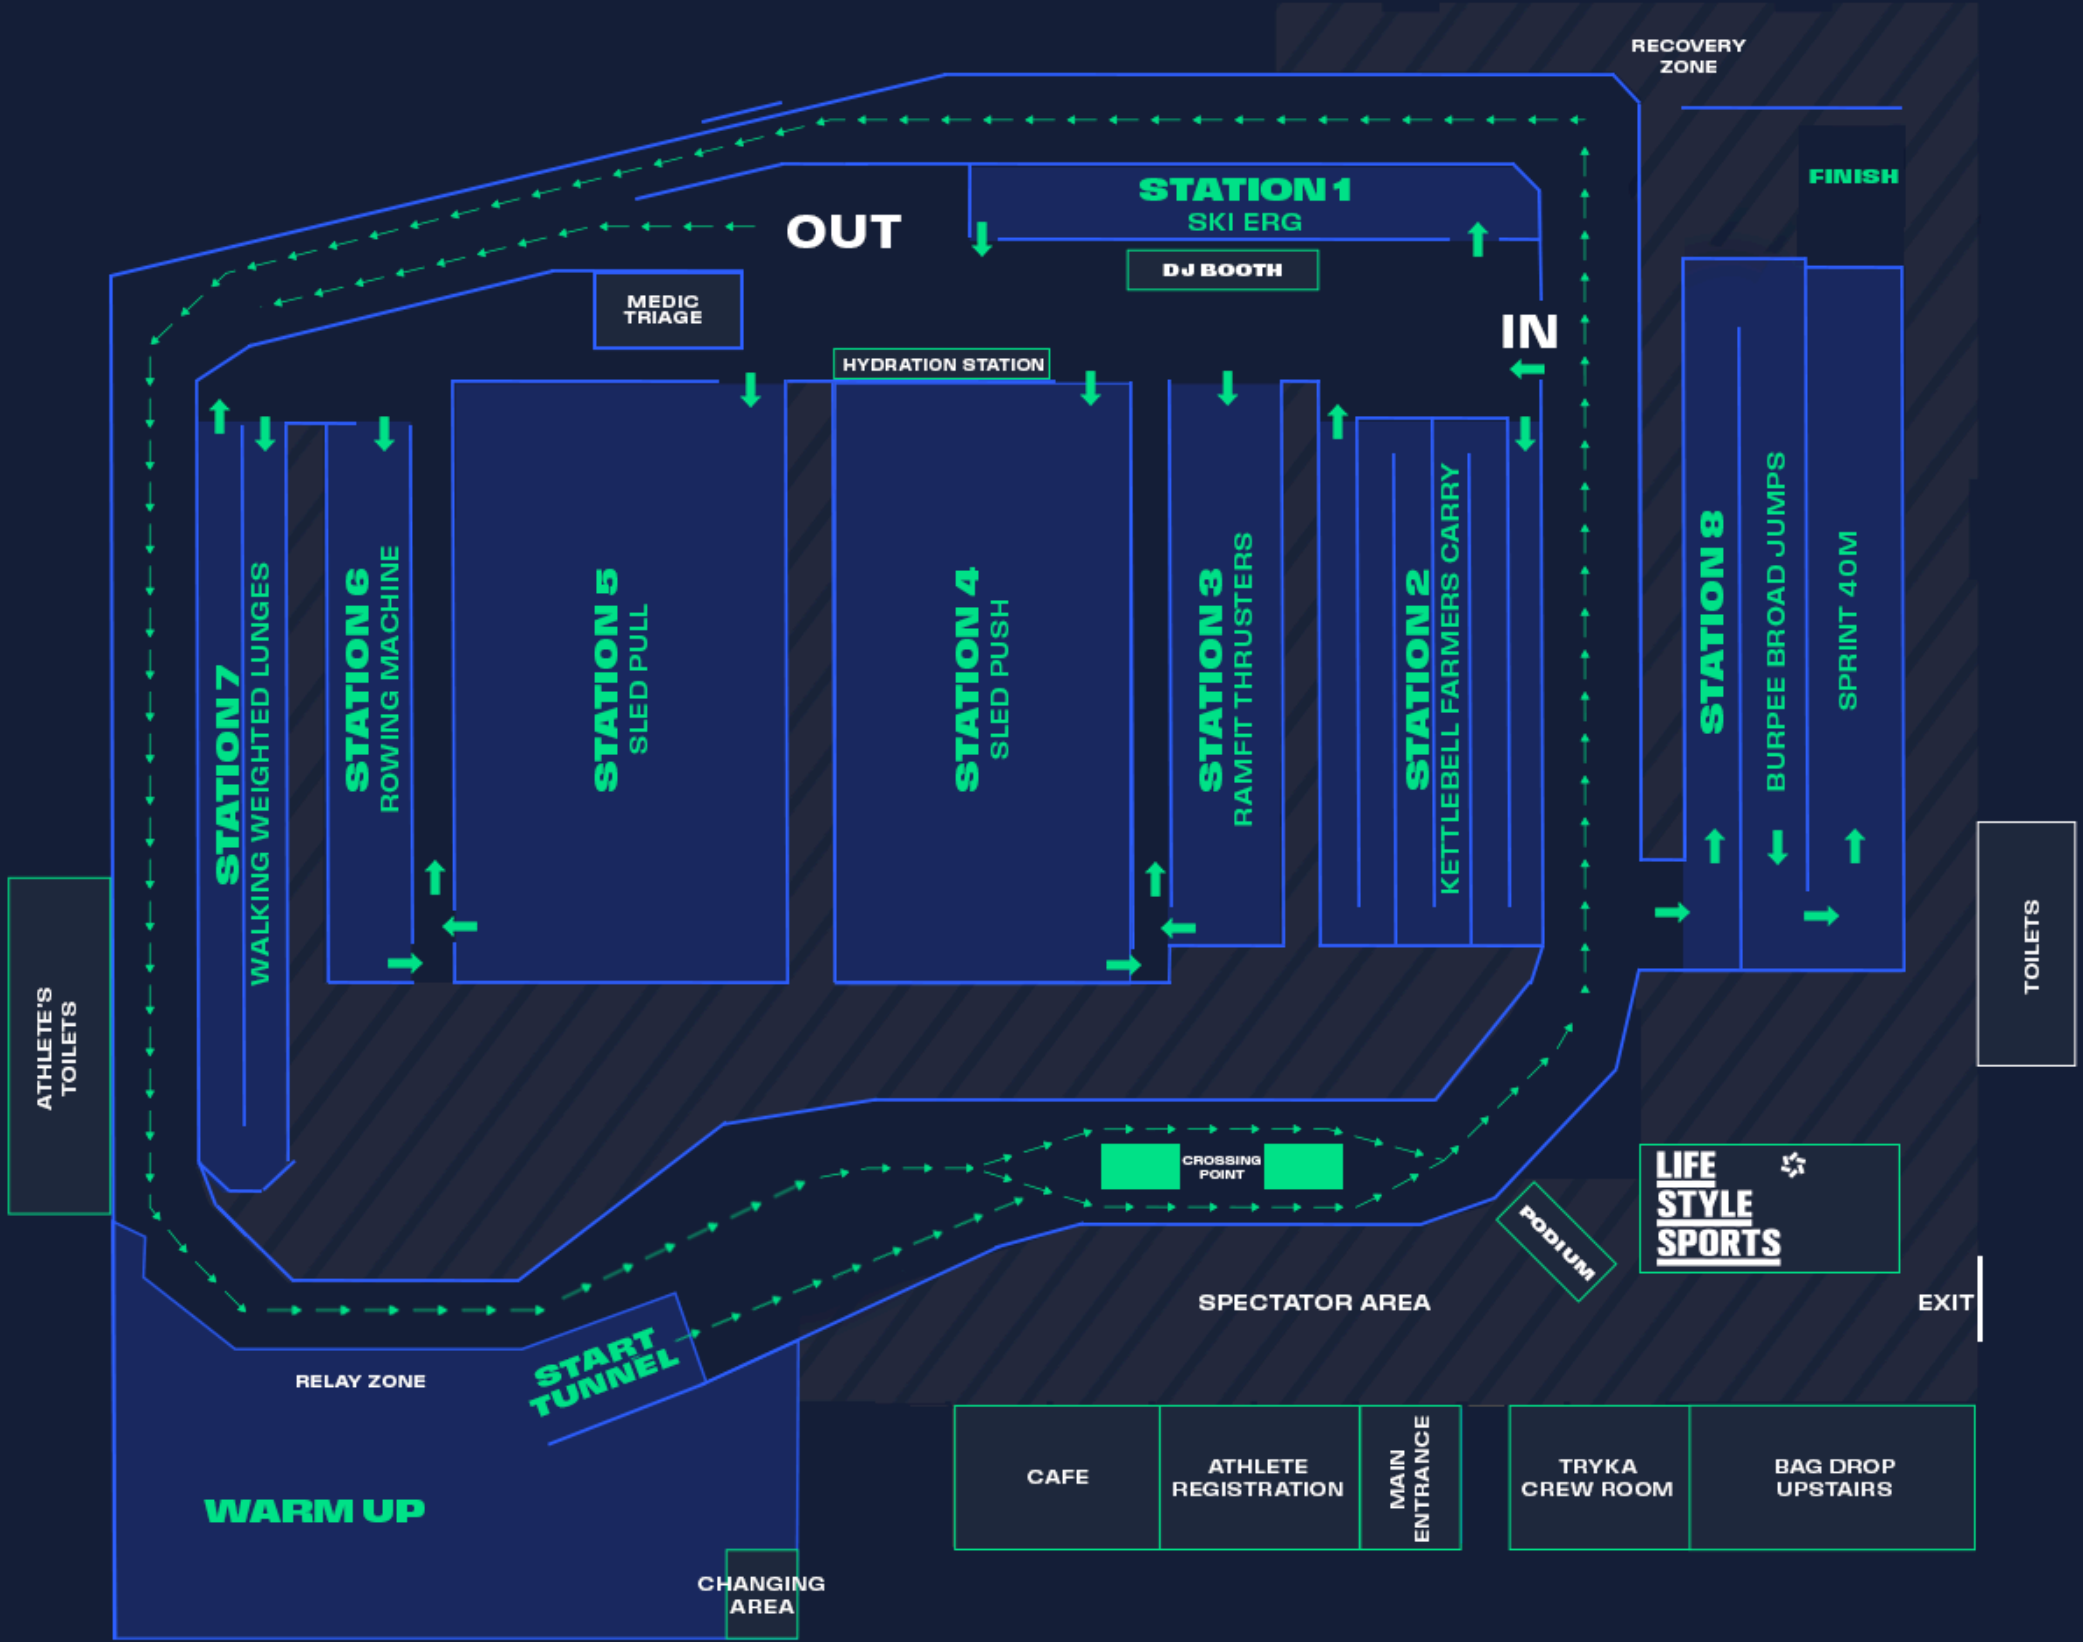 RECOVERY
ZONE
FINISH
STATION 1
SKI ERG
OUT
DJ BOOTH
MEDIC
TRIAGE
IN
HYDRATION STATION
STATION 7
WALKING WEIGHTED LUNGES
STATION 6
ROWING MACHINE
STATION 5
SLED PULL
STATION 4
SLED PUSH
STATION 3
RAMFIT THRUSTERS
STATION 2
KETTLEBELL FARMERS CARRY
STATION 8
BURPEE BROAD JUMPS
SPRINT 40M
ATHLETE'S
TOILETS
TOILETS
CROSSING
POINT
LIFE
STYLE
SPORTS
PODIUM
SPECTATOR AREA
EXIT
START
TUNNEL
RELAY ZONE
WARM UP
CHANGING
AREA
CAFE
ATHLETE
REGISTRATION
MAIN
ENTRANCE
TRYKA
CREW ROOM
BAG DROP
UPSTAIRS